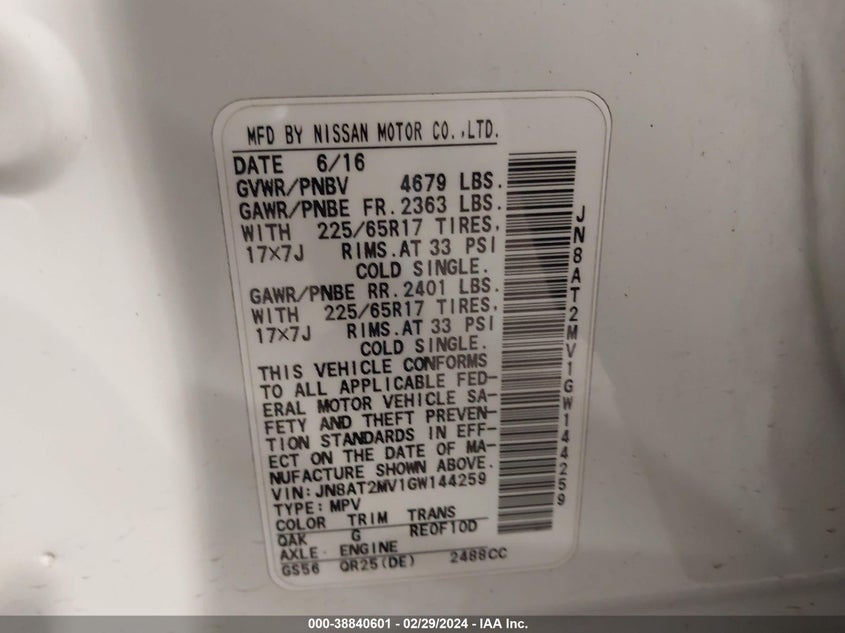 MFD BY NISSAN MOTOR CO.,LTD.
DATE 6/16
GVWR/PNBV 4679 LBS.
GAWR/PNBE FR. 2363 LBS.
WITH 225/65R17 TIRES,
17×7J RIMS.AT 33 PSI
COLD SINGLE.
GAWR/PNBE RR. 2401 LBS.
WITH 225/65R17 TIRES,
17×7J RIMS.AT 33 PSI
COLD SINGLE.
THIS VEHICLE CONFORMS
TO ALL APPLICABLE FED-
ERAL MOTOR VEHICLE SA-
FETY AND THEFT PREVEN-
TION STANDARDS IN EFF-
ECT ON THE DATE OF MA-
NUFACTURE SHOWN ABOVE.
VIN:JN8AT2MV1GW144259
TYPE:MPV
COLOR TRIM TRANS
QAK G RE0F10D
AXLE ENGINE
GS56 QR25(DE) 2488CC
JN8AT2MV1GW144259
000-38840601 - 02/29/2024 - IAA Inc.